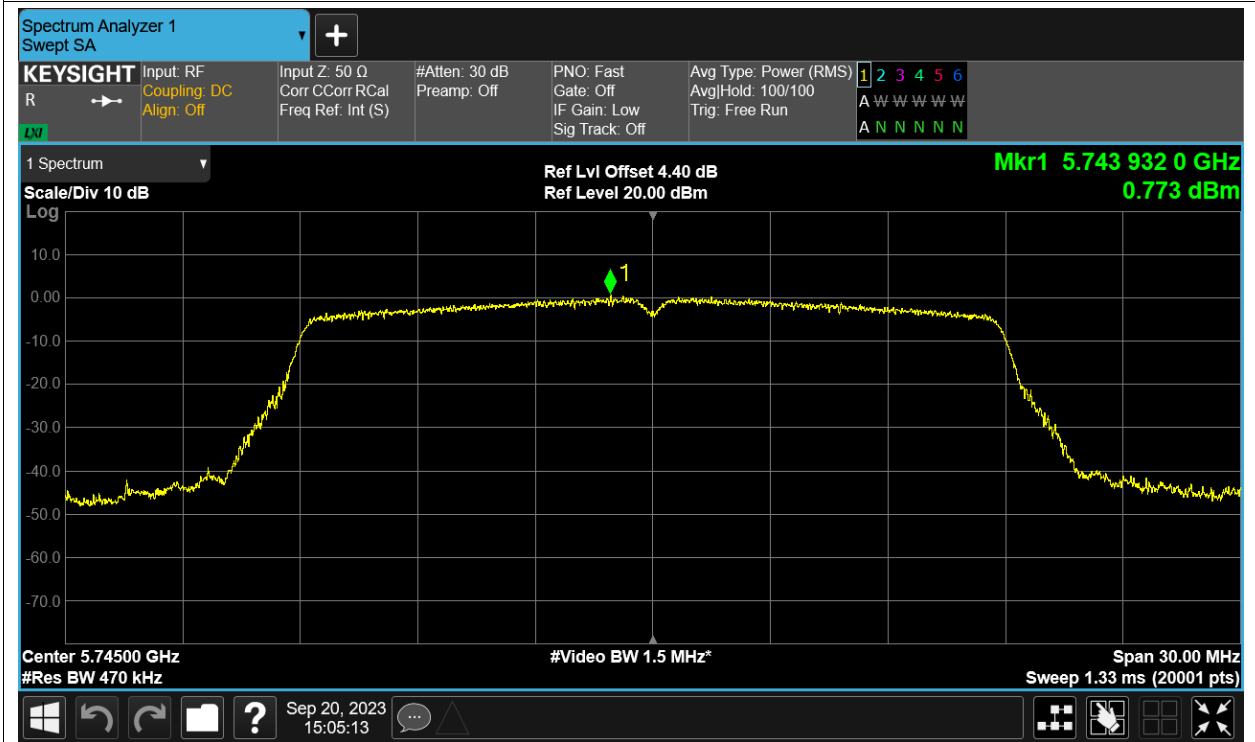 Spectrum Analyzer 1
Swept SA
KEYSIGHT
R
LXI
Input: RF
Coupling: DC
Align: Off
Input Z: 50 Ω
Corr CCorr RCal
Freq Ref: Int (S)
#Atten: 30 dB
Preamp: Off
PNO: Fast
Gate: Off
IF Gain: Low
Sig Track: Off
Avg Type: Power (RMS)
Avg|Hold: 100/100
Trig: Free Run
1 2 3 4 5 6
A W W W W W
A N N N N N
1 Spectrum
Scale/Div 10 dB
Log
Ref Lvl Offset 4.40 dB
Ref Level 20.00 dBm
Mkr1 5.743 932 0 GHz
0.773 dBm
1
10.0
0.00
-10.0
-20.0
-30.0
-40.0
-50.0
-60.0
-70.0
Center 5.74500 GHz
#Res BW 470 kHz
#Video BW 1.5 MHz*
Span 30.00 MHz
Sweep 1.33 ms (20001 pts)
?
Sep 20, 2023
15:05:13